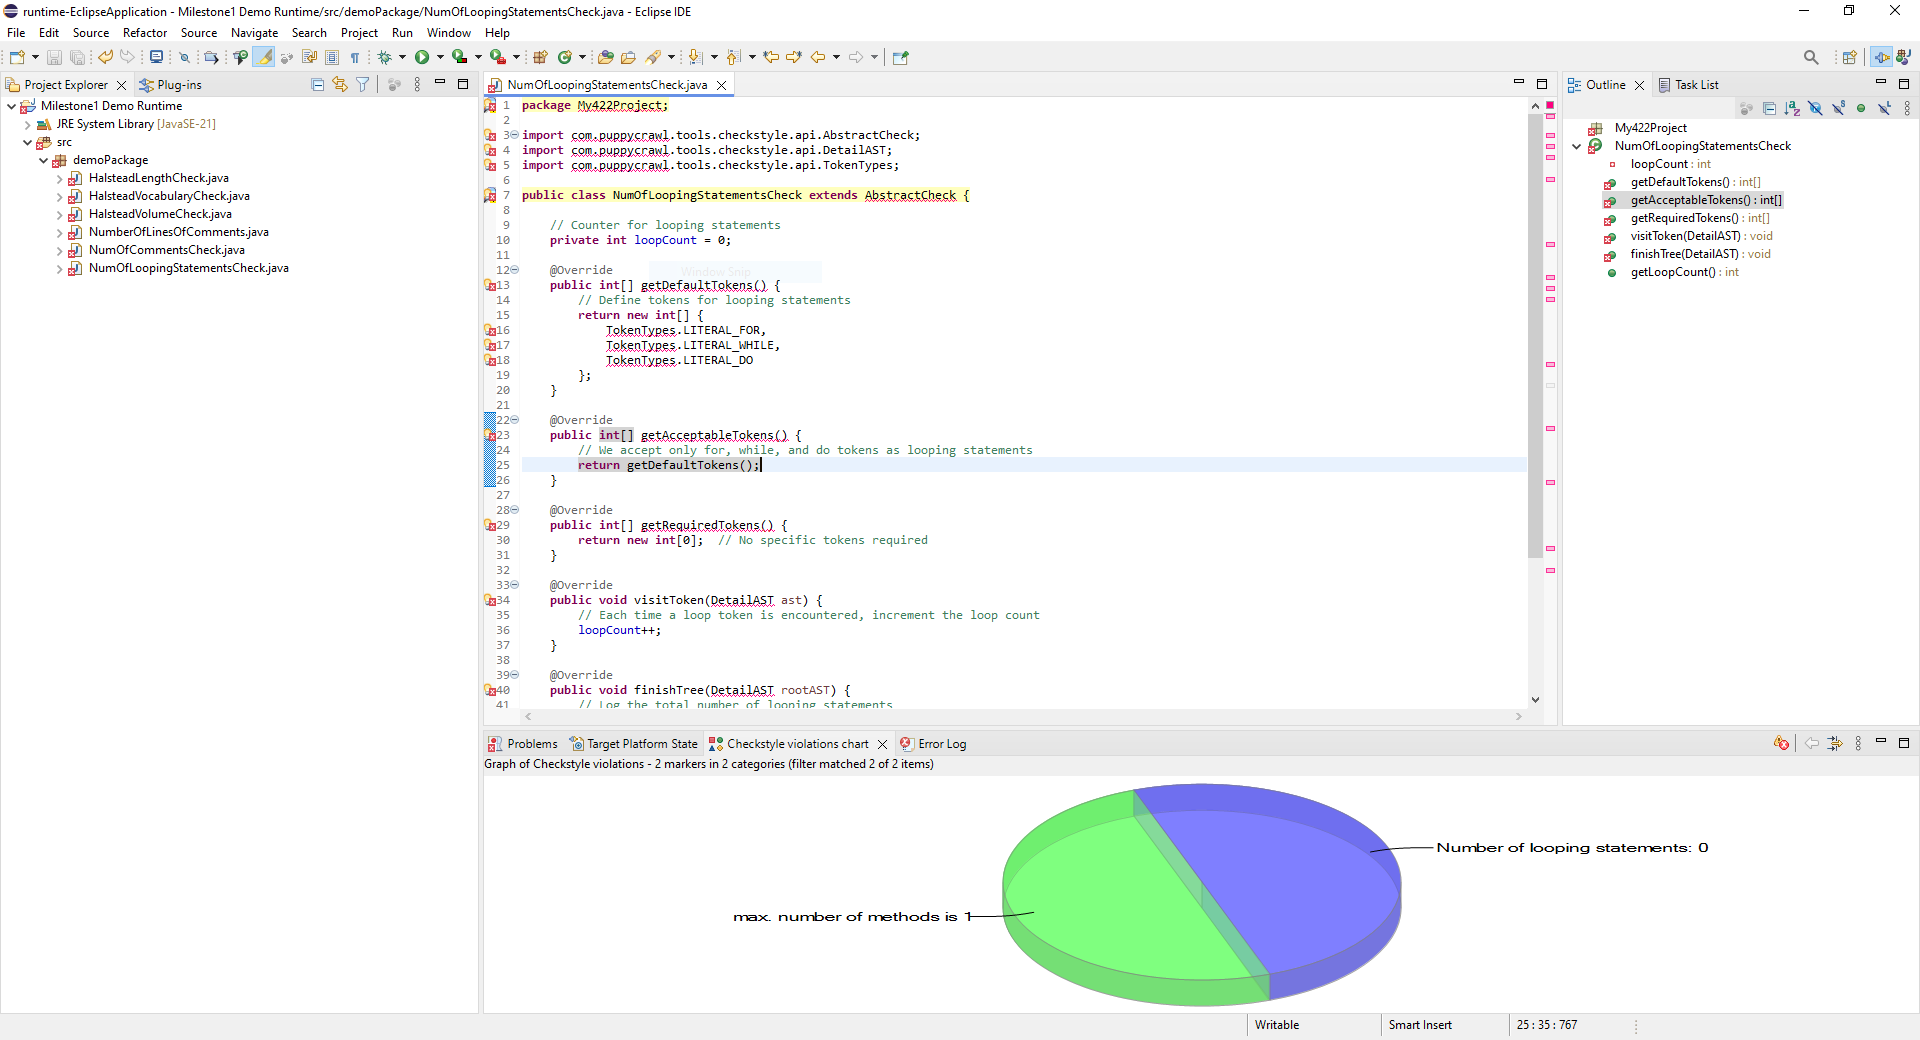 runtime-EclipseApplication - Milestone1 Demo Runtime/src/demoPackage/NumOfLoopingStatementsCheck.java - Eclipse IDE
File Edit Source Refactor Source Navigate Search Project Run Window Help
Project Explorer Plug-ins
Milestone1 Demo Runtime
JRE System Library [JavaSE-21]
src
demoPackage
HalsteadLengthCheck.java
HalsteadVocabularyCheck.java
HalsteadVolumeCheck.java
NumberOfLinesOfComments.java
NumOfCommentsCheck.java
NumOfLoopingStatementsCheck.java
NumOfLoopingStatementsCheck.java
1 package My422Project;
2
3 import com.puppycrawl.tools.checkstyle.api.AbstractCheck;
4 import com.puppycrawl.tools.checkstyle.api.DetailAST;
5 import com.puppycrawl.tools.checkstyle.api.TokenTypes;
6
7 public class NumOfLoopingStatementsCheck extends AbstractCheck {
8
9 // Counter for looping statements
10 private int loopCount = 0;
11
12 @Override
Window Snip
13 public int[] getDefaultTokens() {
14 // Define tokens for looping statements
15 return new int[] {
16 TokenTypes.LITERAL_FOR,
17 TokenTypes.LITERAL_WHILE,
18 TokenTypes.LITERAL_DO
19 };
20 }
21
22 @Override
23 public int[] getAcceptableTokens() {
24 // We accept only for, while, and do tokens as looping statements
25 return getDefaultTokens();
26 }
27
28 @Override
29 public int[] getRequiredTokens() {
30 return new int[0]; // No specific tokens required
31 }
32
33 @Override
34 public void visitToken(DetailAST ast) {
35 // Each time a loop token is encountered, increment the loop count
36 loopCount++;
37 }
38
39 @Override
40 public void finishTree(DetailAST rootAST) {
41 // Log the total number of looping statements
Outline Task List
My422Project
NumOfLoopingStatementsCheck
loopCount : int
getDefaultTokens() : int[]
getAcceptableTokens() : int[]
getRequiredTokens() : int[]
visitToken(DetailAST) : void
finishTree(DetailAST) : void
getLoopCount() : int
Problems Target Platform State Checkstyle violations chart Error Log
Graph of Checkstyle violations - 2 markers in 2 categories (filter matched 2 of 2 items)
Number of looping statements: 0
max. number of methods is 1
Writable Smart Insert 25 : 35 : 767